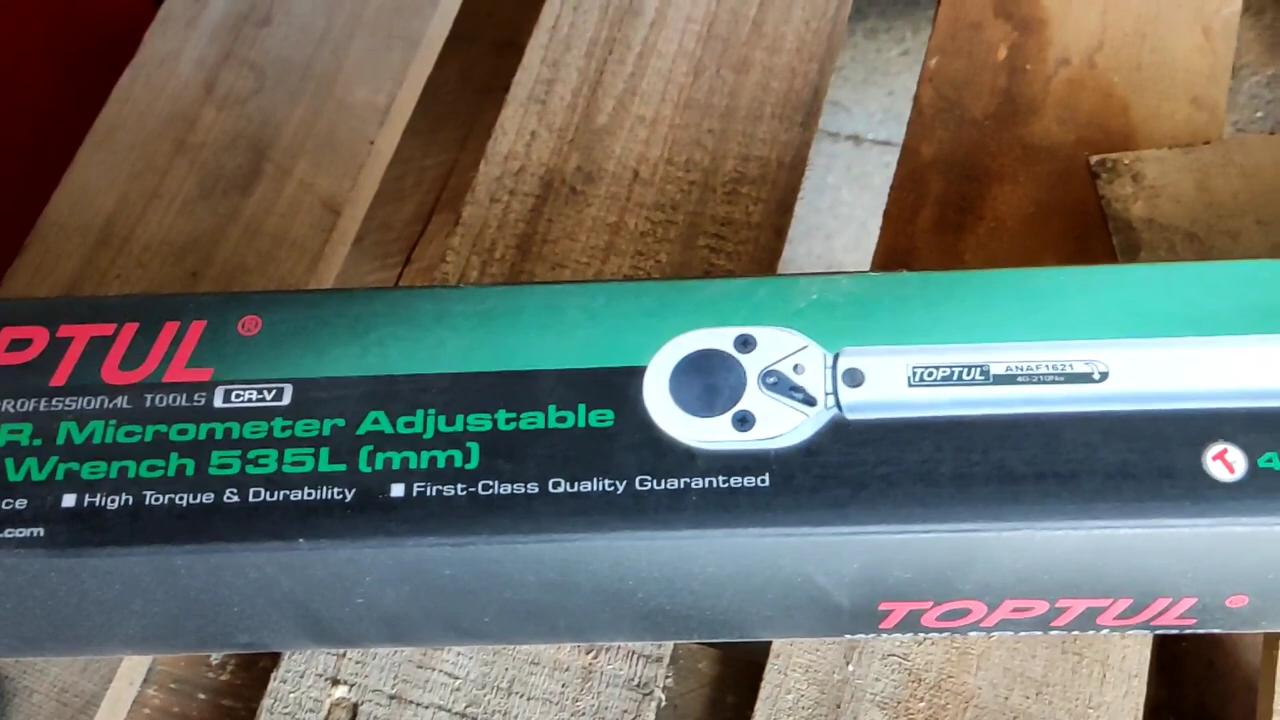 PTUL®
PROFESSIONAL TOOLS CR-V
R. Micrometer Adjustable
Wrench 535L (mm)
ce ■ High Torque & Durability ■ First-Class Quality Guaranteed
.com
TOPTUL® ANAF1621
40-210Nm
T 4
TOPTUL®